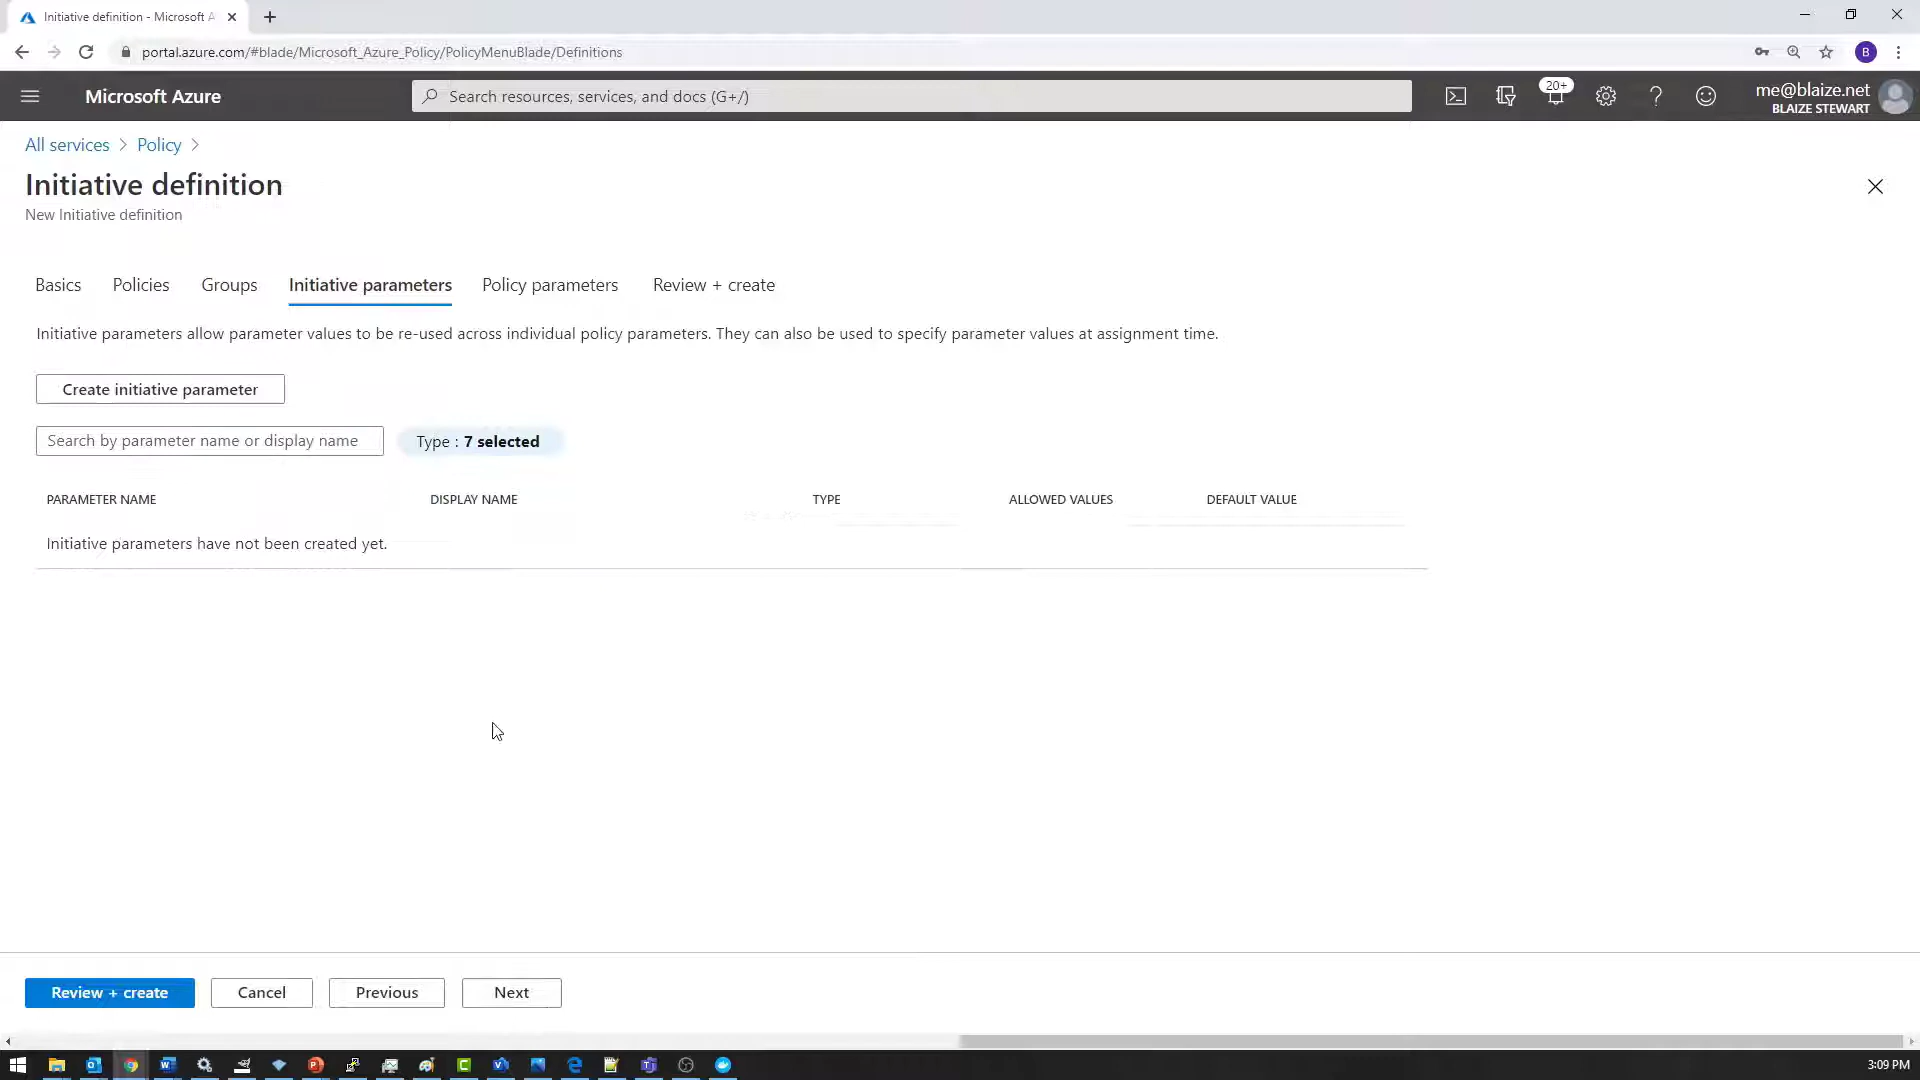 Initiative definition - Microsoft A
portal.azure.com/#blade/Microsoft_Azure_Policy/PolicyMenuBlade/Definitions
B
Microsoft Azure
Search resources, services, and docs (G+/)
20+
me@blaize.net
BLAIZE STEWART
All services > Policy >
Initiative definition
New Initiative definition
Basics Policies Groups Initiative parameters Policy parameters Review + create
Initiative parameters allow parameter values to be re-used across individual policy parameters. They can also be used to specify parameter values at assignment time.
Create initiative parameter
Search by parameter name or display name Type : 7 selected
PARAMETER NAME DISPLAY NAME TYPE ALLOWED VALUES DEFAULT VALUE
Initiative parameters have not been created yet.
Review + create Cancel Previous Next
3:09 PM